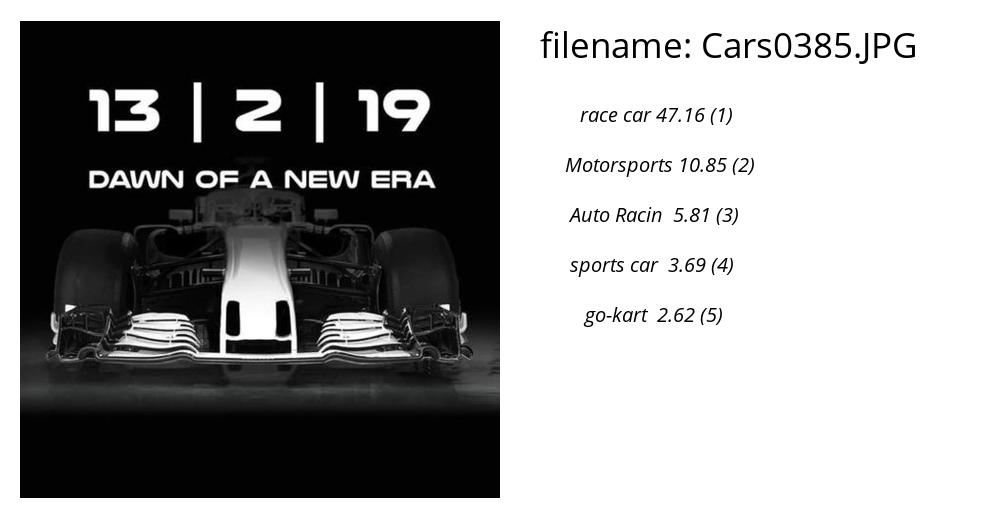 13 | 2 | 19
DAWN OF A NEW ERA
filename: Cars0385.JPG
race car 47.16 (1)
Motorsports 10.85 (2)
Auto Racin 5.81 (3)
sports car 3.69 (4)
go-kart 2.62 (5)